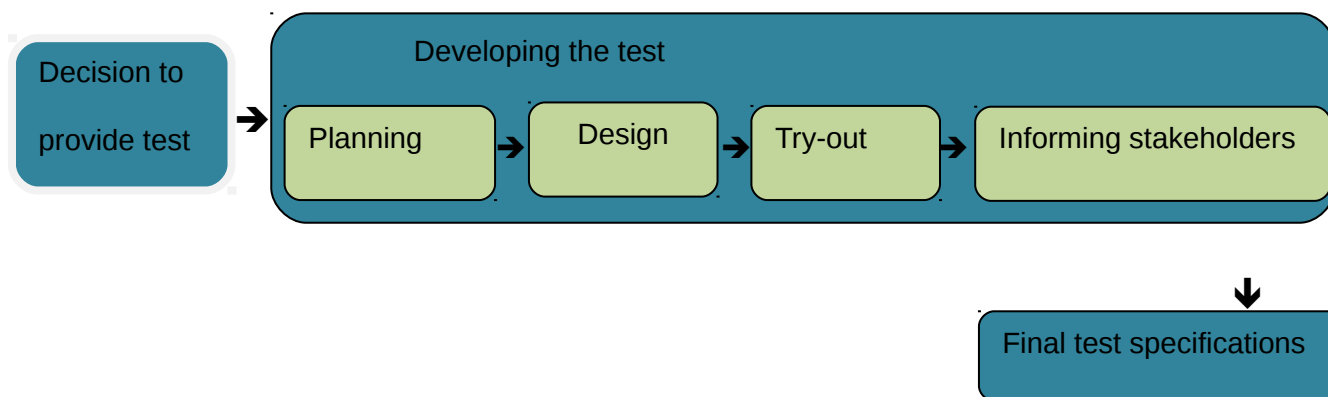 Developing the test
Decision to
provide test
Planning
Design
Try-out
Informing stakeholders
Final test specifications